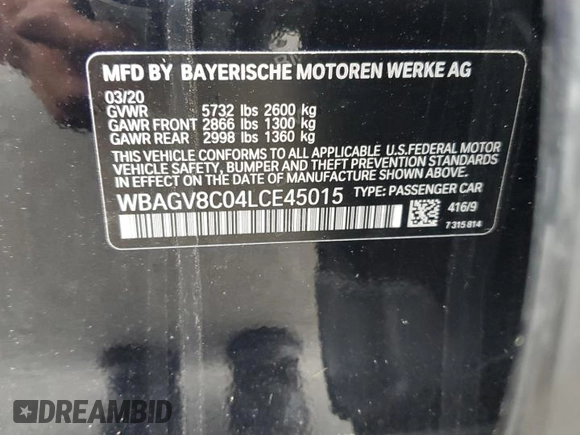 MFD BY BAYERISCHE MOTOREN WERKE AG
03/20
GVWR 5732 lbs 2600 kg
GAWR FRONT 2866 lbs 1300 kg
GAWR REAR 2998 lbs 1360 kg
THIS VEHICLE CONFORMS TO ALL APPLICABLE U.S.FEDERAL MOTOR
VEHICLE SAFETY, BUMPER AND THEFT PREVENTION STANDARDS
IN EFFECT ON THE DATE OF MANUFACTURE SHOWN ABOVE.
WBAGV8C04LCE45015 TYPE: PASSENGER CAR
416/9
7 315 814
DREAMBID